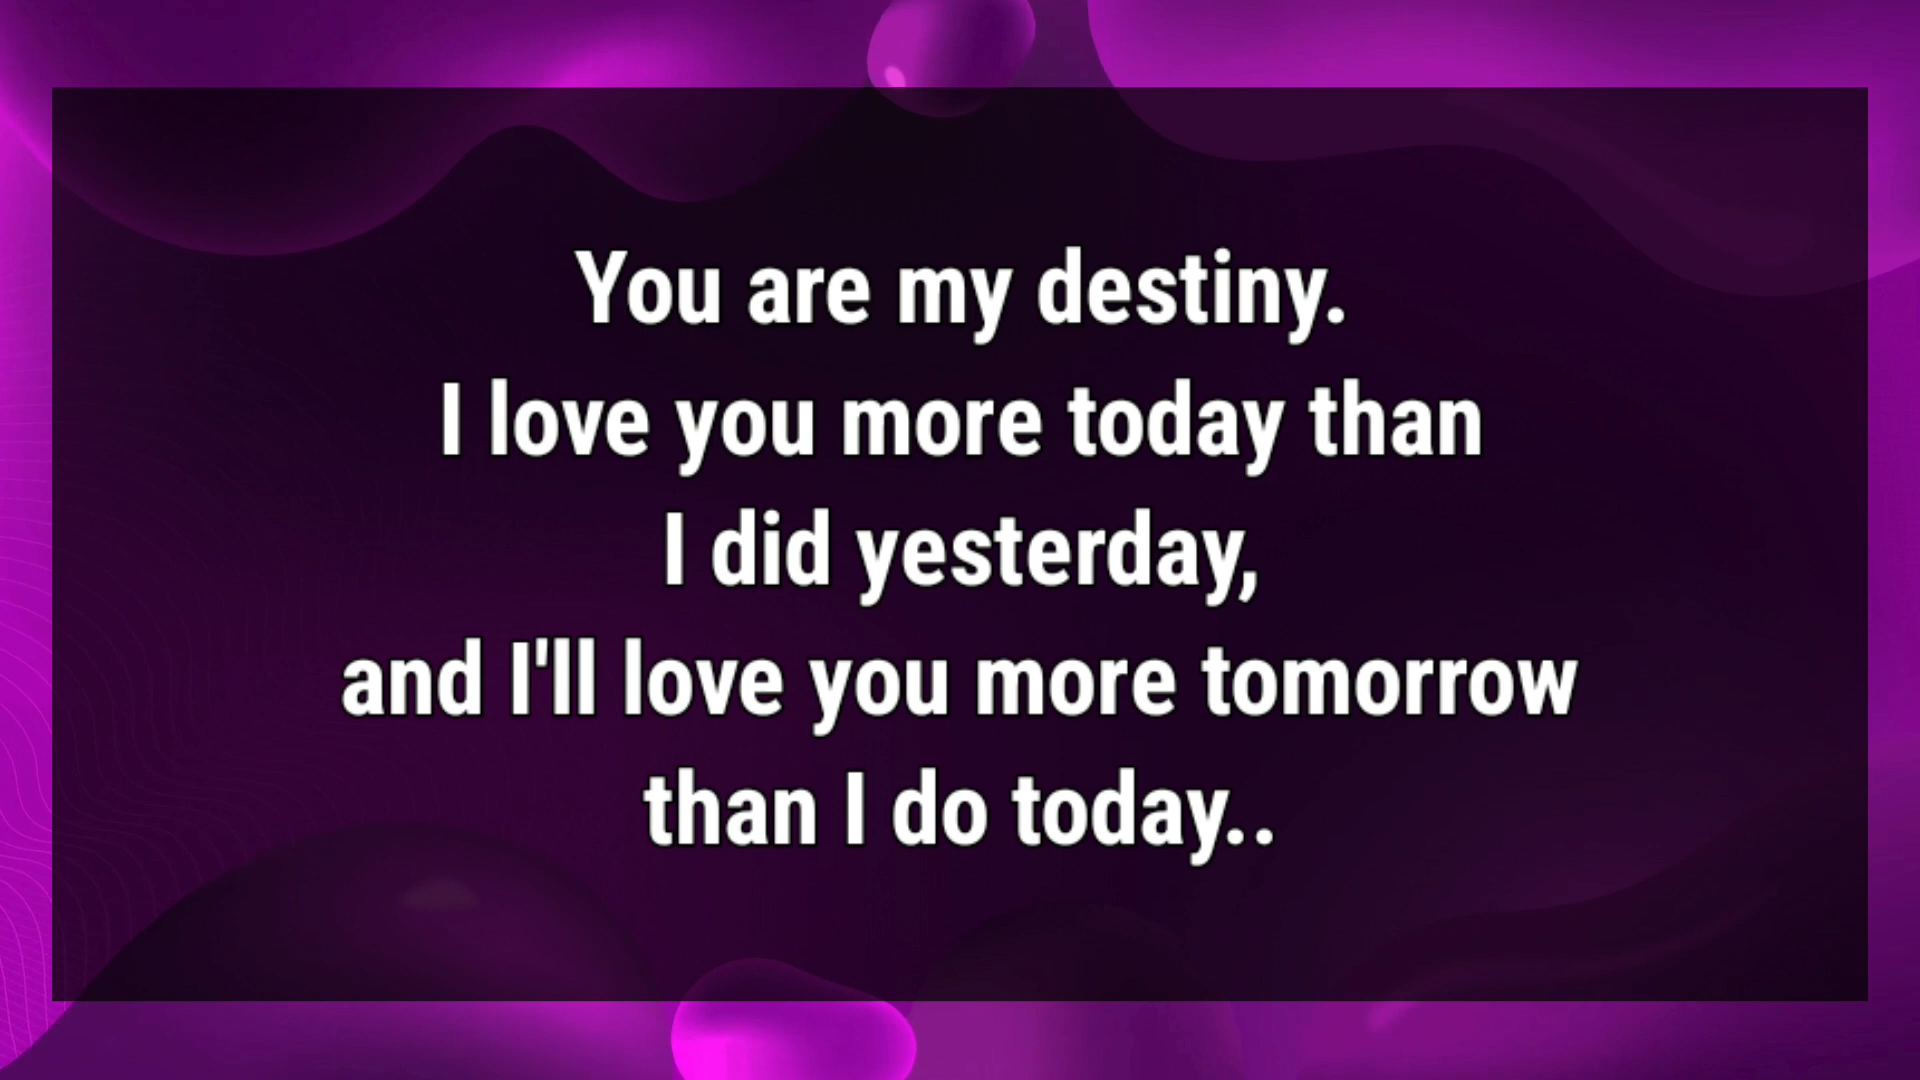 You are my destiny.
I love you more today than
I did yesterday,
and I'll love you more tomorrow
than I do today..